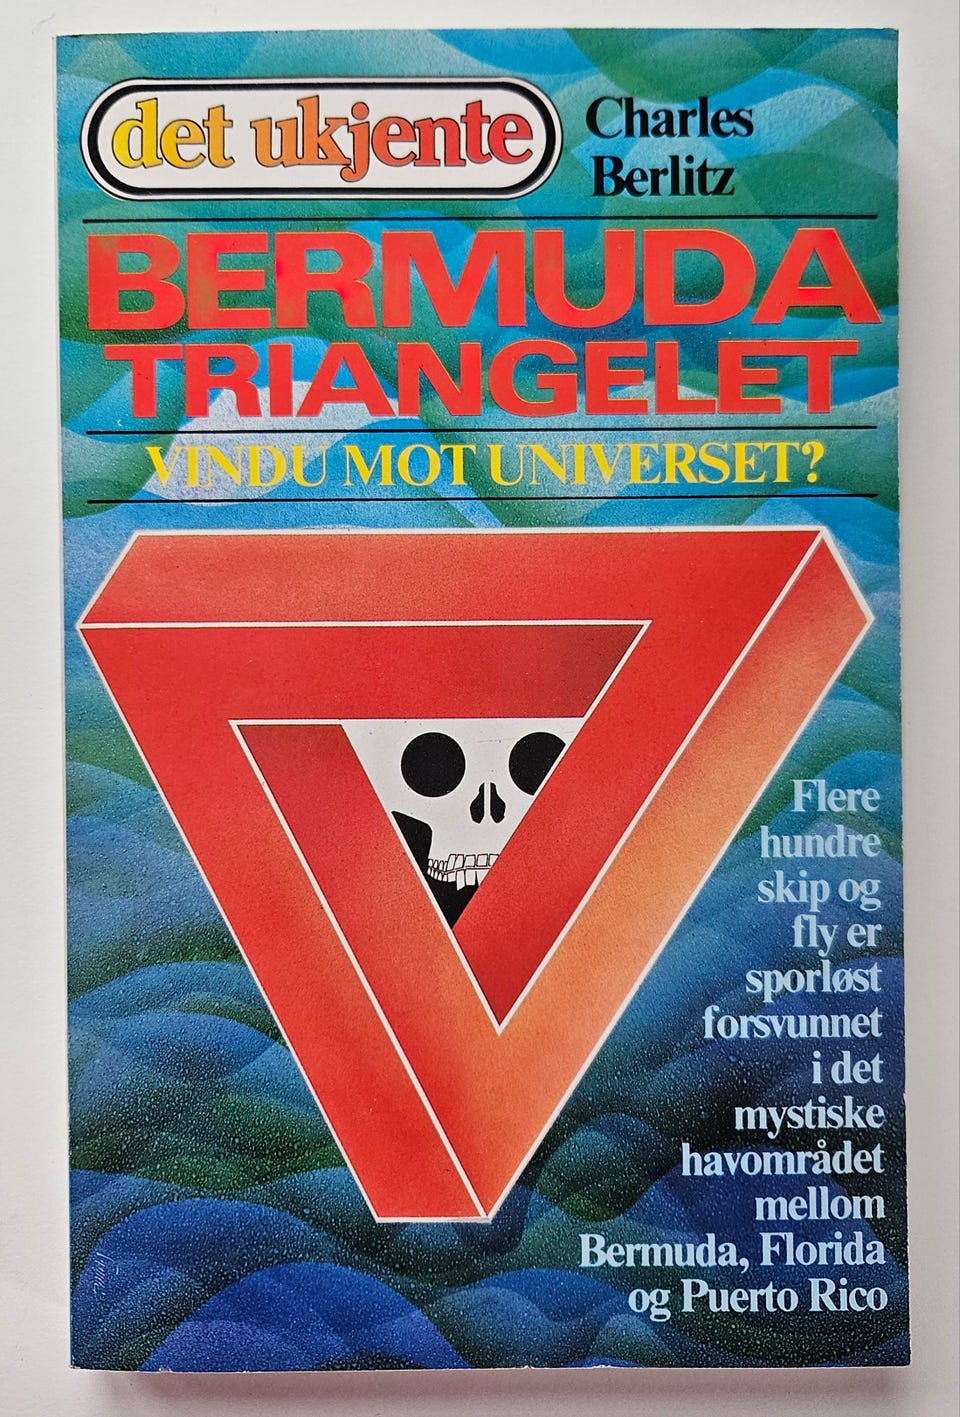 det ukjente
Charles
Berlitz
BERMUDA
TRIANGELET
VINDU MOT UNIVERSET?
Flere
hundre
skip og
fly er
sporløst
forsvunnet
i det
mystiske
havområdet
mellom
Bermuda, Florida
og Puerto Rico